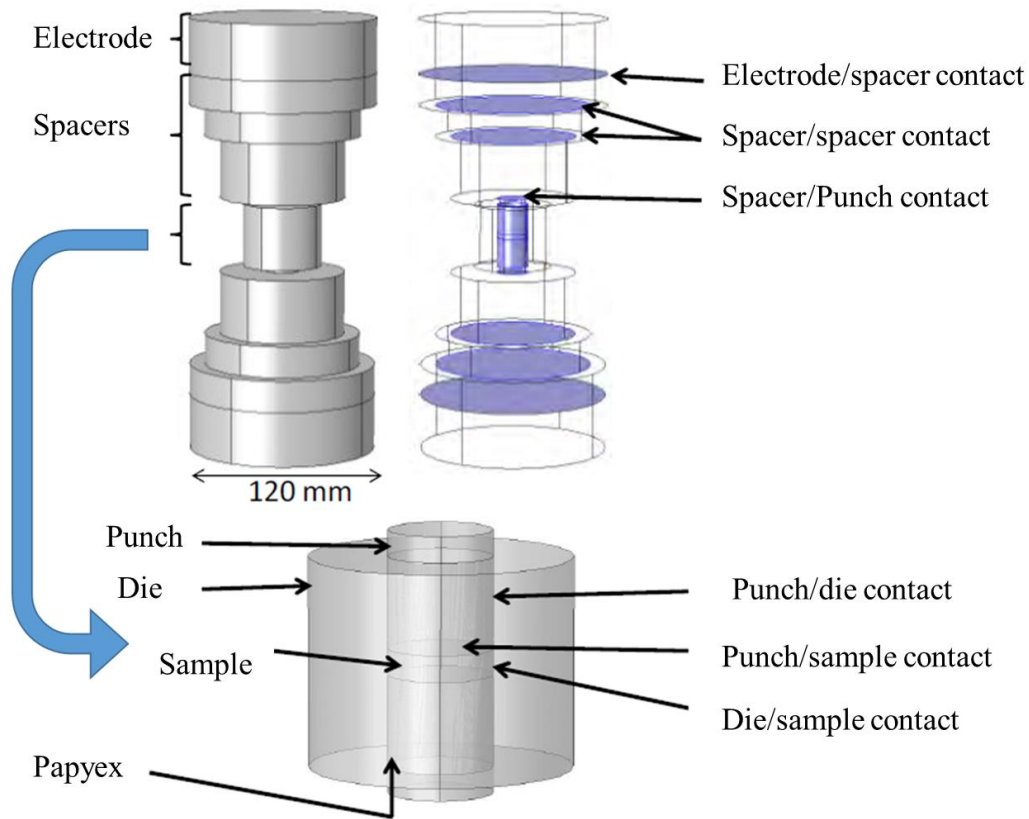 Electrode
Spacers
Electrode/spacer contact
Spacer/spacer contact
Spacer/Punch contact
120 mm
Punch
Die
Sample
Papyex
Punch/die contact
Punch/sample contact
Die/sample contact